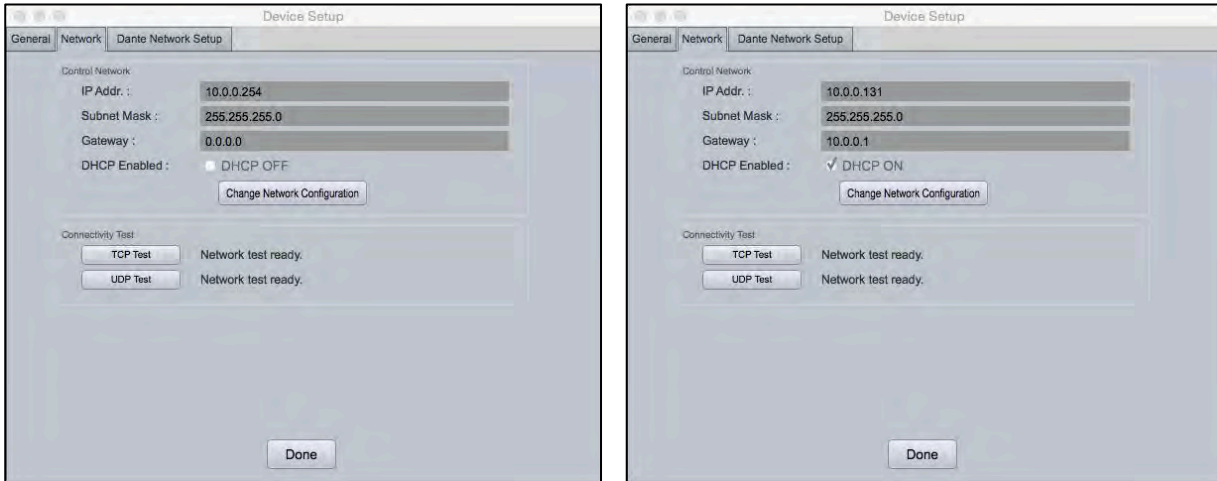 Device Setup
General Network Dante Network Setup
Control Network
IP Addr. : 10.0.0.254
Subnet Mask : 255.255.255.0
Gateway : 0.0.0.0
DHCP Enabled : DHCP OFF
Change Network Configuration
Connectivity Test
TCP Test Network test ready.
UDP Test Network test ready.
Done
Device Setup
General Network Dante Network Setup
Control Network
IP Addr. : 10.0.0.131
Subnet Mask : 255.255.255.0
Gateway : 10.0.0.1
DHCP Enabled : DHCP ON
Change Network Configuration
Connectivity Test
TCP Test Network test ready.
UDP Test Network test ready.
Done